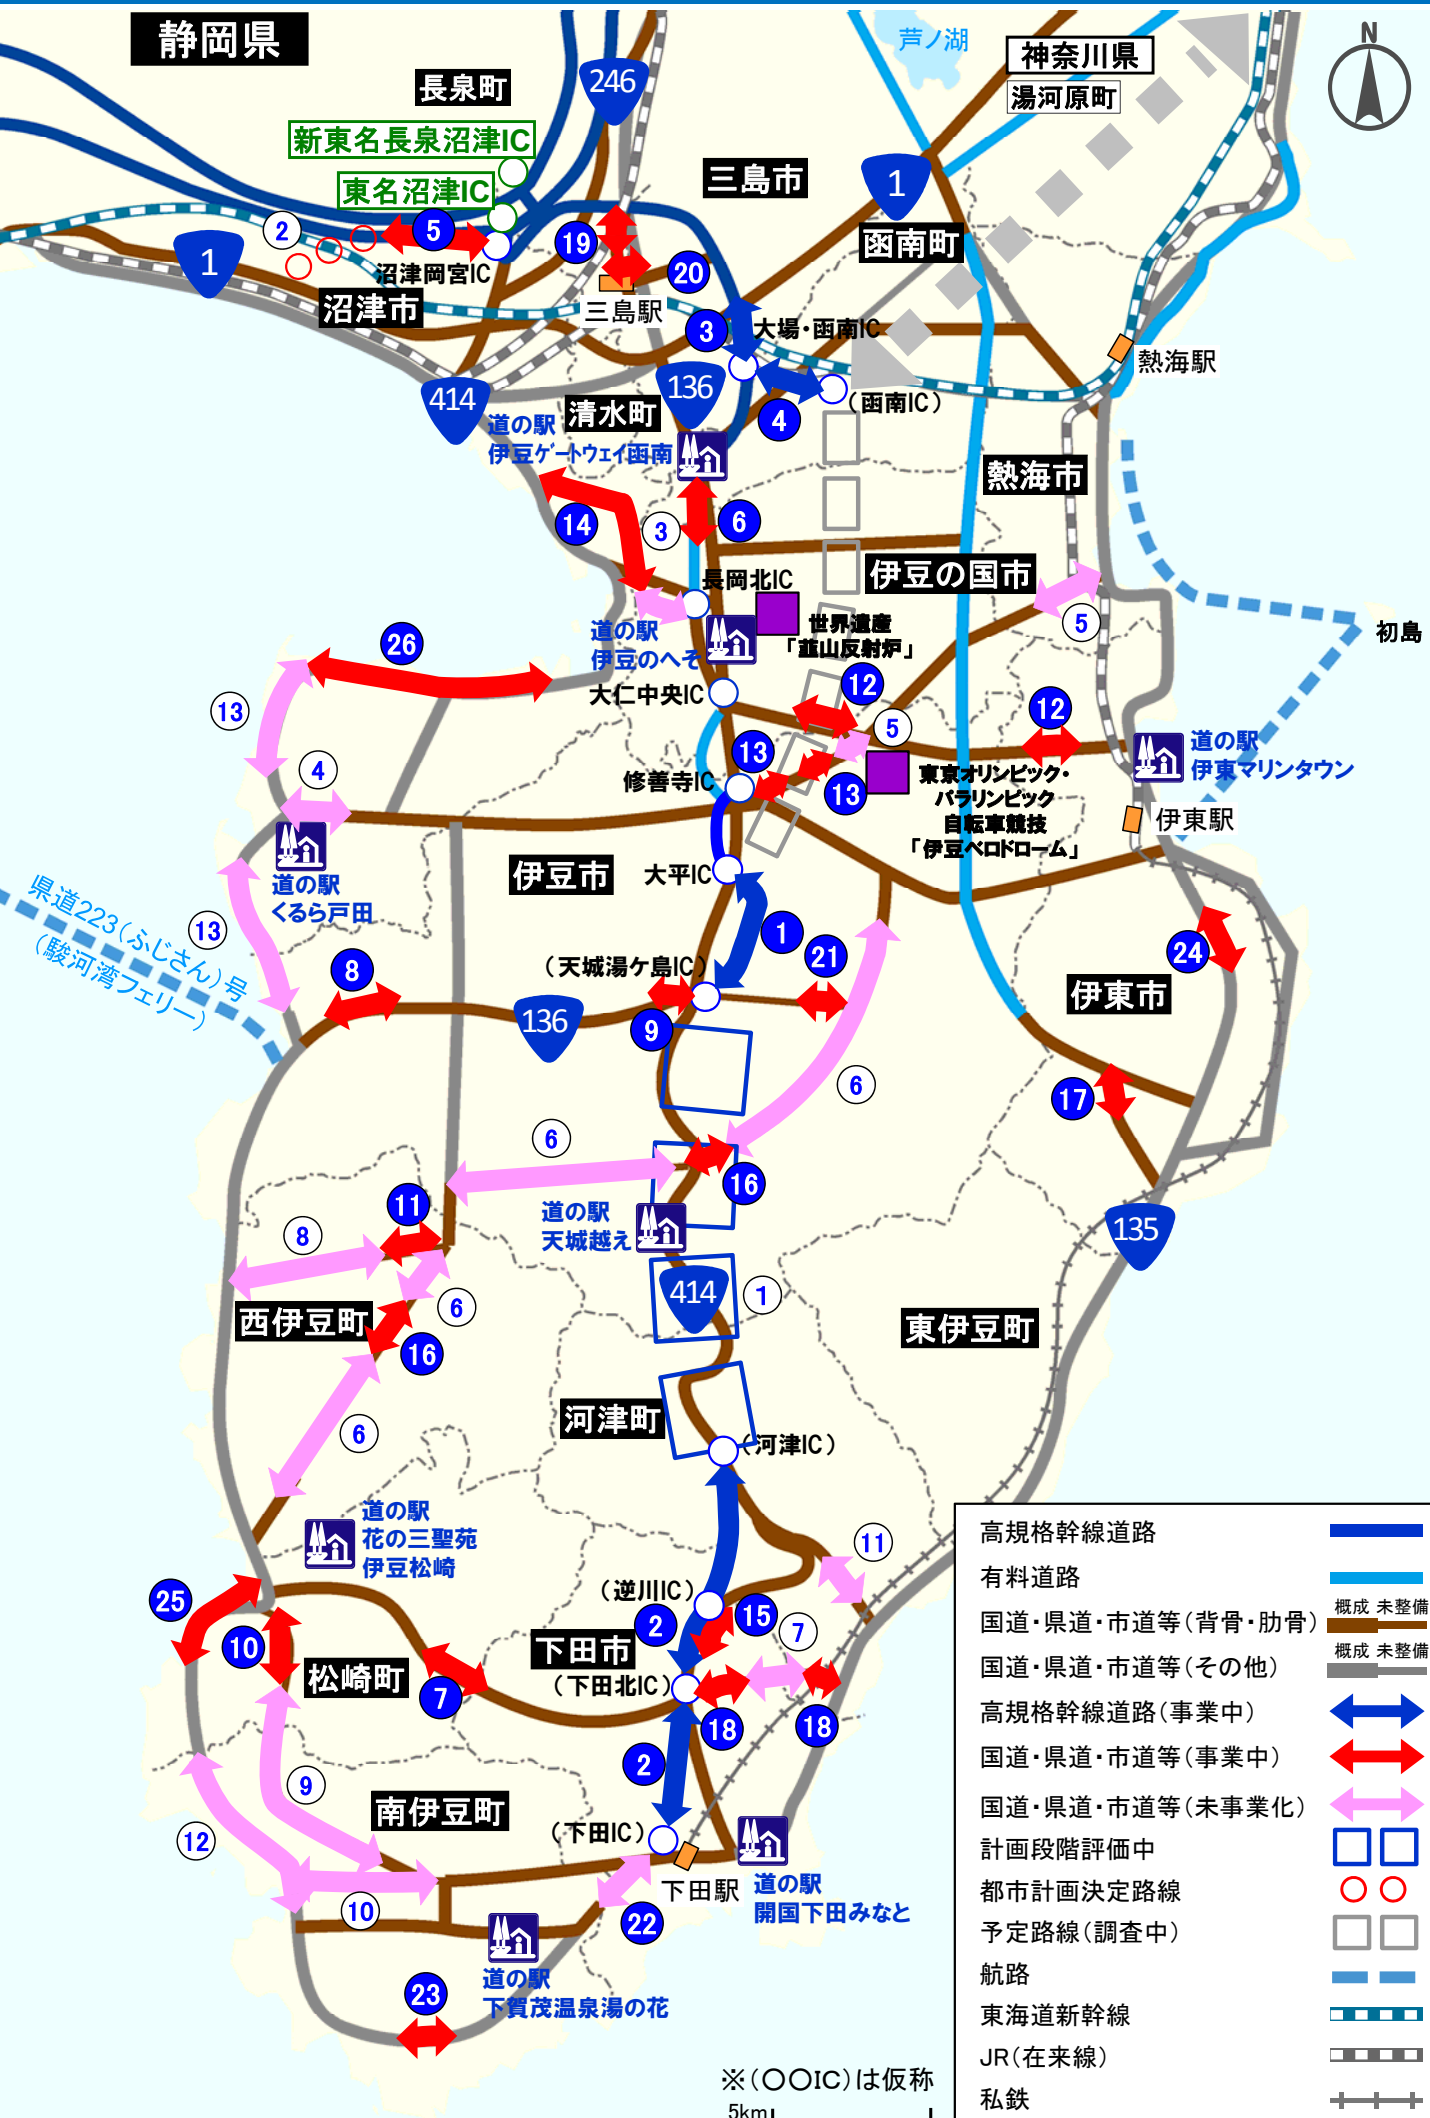 静岡県
芦ノ湖
N
神奈川県
湯河原町
長泉町
246
新東名長泉沼津IC
東名沼津IC
三島市
1
函南町
2
5
19
20
1
沼津岡宮IC
沼津市
三島駅
3
大場・函南IC
熱海駅
414
136
4
(函南IC)
清水町
道の駅
伊豆ゲートウェイ函南
熱海市
14
3
6
長岡北IC
伊豆の国市
世界遺産
「韮山反射炉」
5
初島
道の駅
伊豆のへそ
26
13
大仁中央IC
12
5
12
道の駅
伊東マリンタウン
4
修善寺IC
13
13
東京オリンピック・
パラリンピック
自転車競技
「伊豆ベロドローム」
伊東駅
道の駅
くるら戸田
伊豆市
大平IC
県道223(ふじさん)号
(駿河湾フェリー)
13
1
21
24
8
(天城湯ケ島IC)
伊東市
136
9
6
17
6
16
11
道の駅
天城越え
135
8
6
414
1
西伊豆町
16
東伊豆町
6
河津町
(河津IC)
道の駅
花の三聖苑
伊豆松崎
11
25
(逆川IC)
10
2
15
7
下田市
松崎町
7
(下田北IC)
18
18
9
2
南伊豆町
12
(下田IC)
下田駅
道の駅
開国下田みなと
10
22
道の駅
下賀茂温泉湯の花
23
高規格幹線道路
有料道路
概成 未整備
国道・県道・市道等(背骨・肋骨)
概成 未整備
国道・県道・市道等(その他)
高規格幹線道路(事業中)
国道・県道・市道等(事業中)
国道・県道・市道等(未事業化)
計画段階評価中
都市計画決定路線
予定路線(調査中)
航路
東海道新幹線
JR(在来線)
私鉄
※(〇〇IC)は仮称
5km